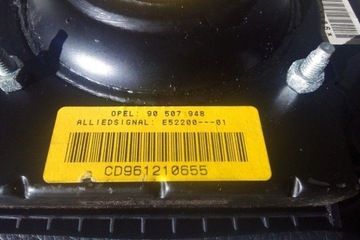 OPEL: 90 507 948
ALLIEDSIGNAL: E52200---01
CD961210655